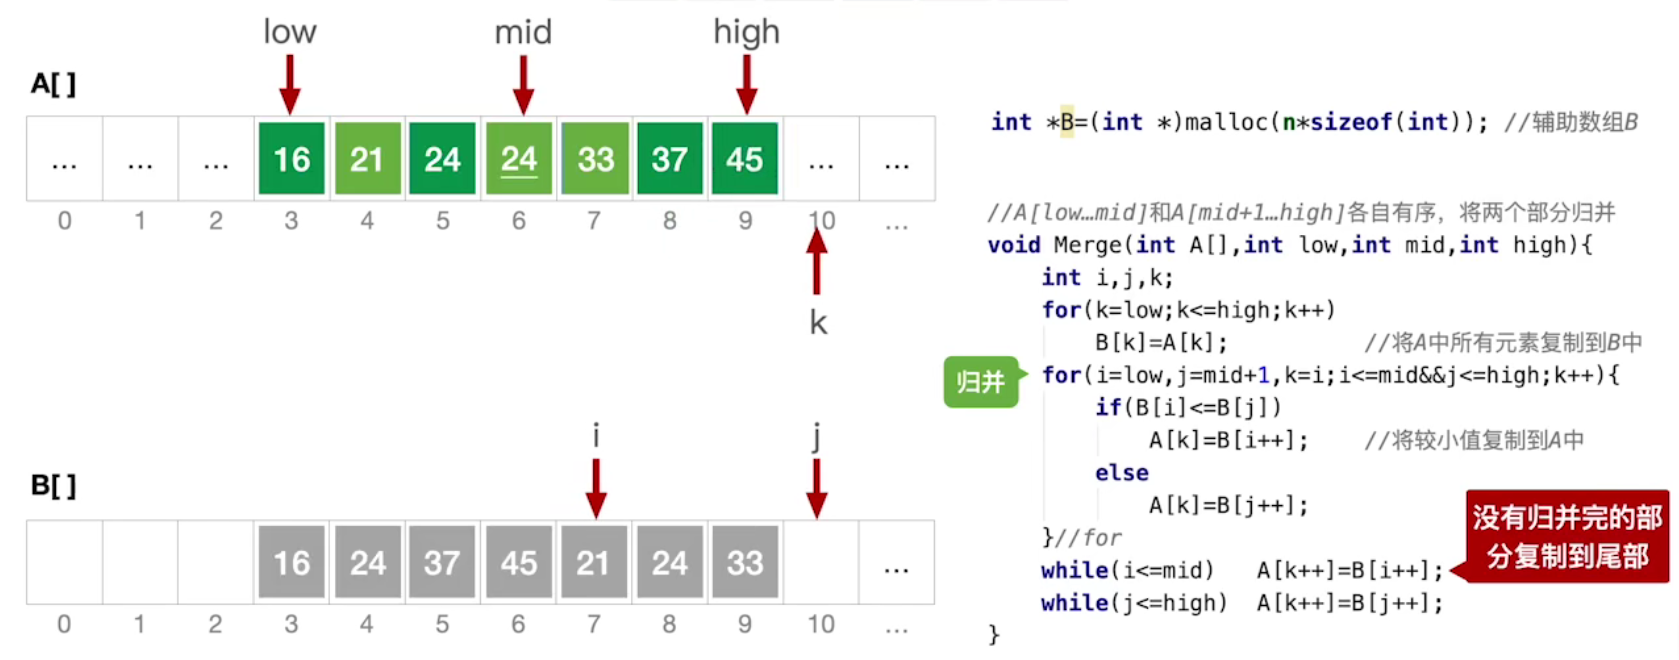 low mid high
A[ ]
... ... ... 16 21 24 24 33 37 45 ... ...
0 1 2 3 4 5 6 7 8 9 10 ...
k
i j
B[ ]
16 24 37 45 21 24 33 ...
0 1 2 3 4 5 6 7 8 9 10 ...
int *B=(int *)malloc(n*sizeof(int)); //辅助数组B
//A[low…mid]和A[mid+1…high]各自有序，将两个部分归并
void Merge(int A[],int low,int mid,int high){
int i,j,k;
for(k=low;k<=high;k++)
B[k]=A[k]; //将A中所有元素复制到B中
归并
for(i=low,j=mid+1,k=i;i<=mid&&j<=high;k++){
if(B[i]<=B[j])
A[k]=B[i++]; //将较小值复制到A中
else
A[k]=B[j++];
}//for
while(i<=mid) A[k++]=B[i++];
while(j<=high) A[k++]=B[j++];
}
没有归并完的部
分复制到尾部